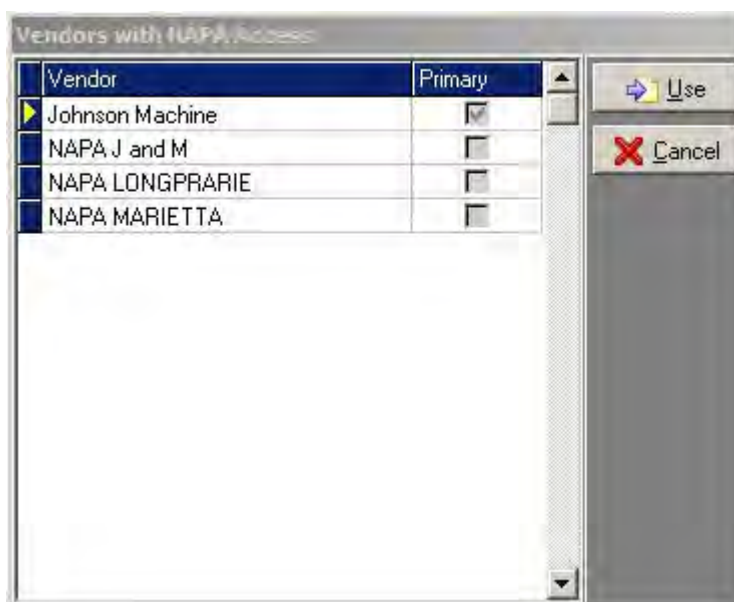 Vendors with NAPA Access
Vendor Primary
Johnson Machine
NAPA J and M
NAPA LONGPRARIE
NAPA MARIETTA
Use
Cancel